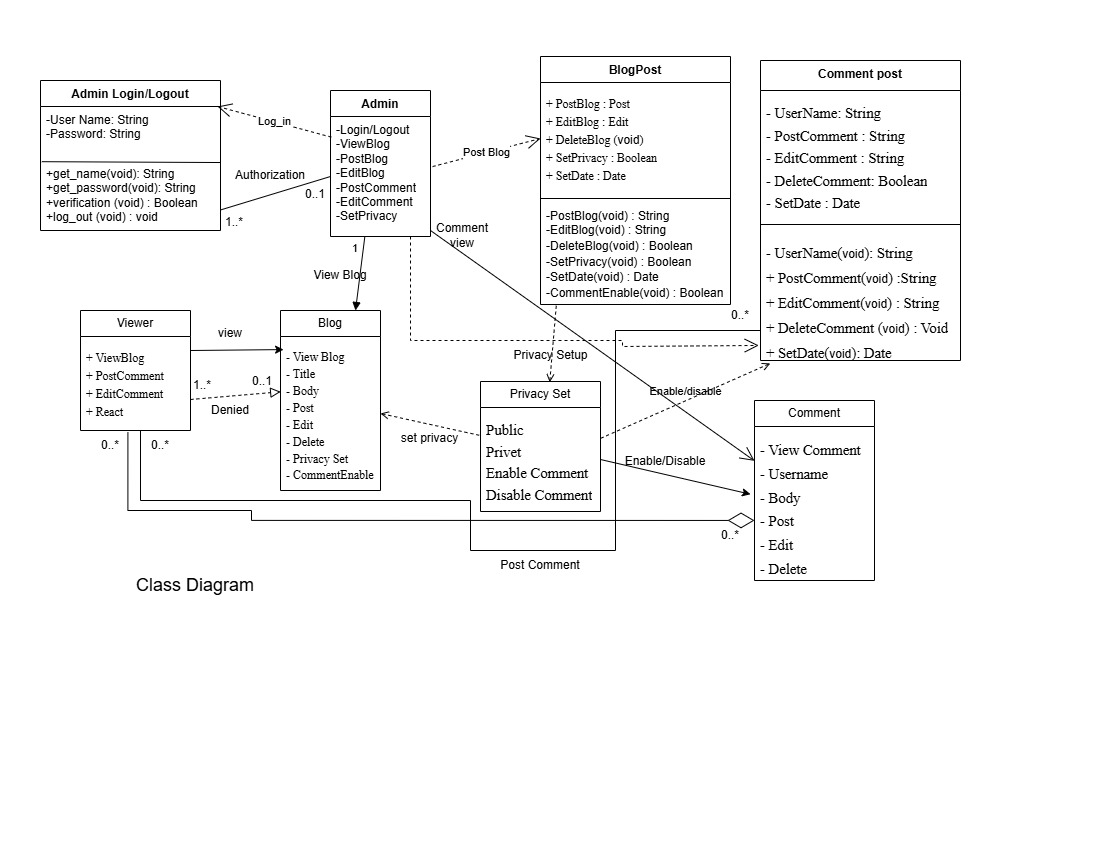 Admin Login/Logout
-User Name: String
-Password: String
+get_name(void): String
+get_password(void): String
+verification (void) : Boolean
+log_out (void) : void
Log_in
Authorization
0..1
1..*
Admin
-Login/Logout
-ViewBlog
-PostBlog
-EditBlog
-PostComment
-EditComment
-SetPrivacy
Post Blog
Comment
view
1
View Blog
BlogPost
+ PostBlog : Post
+ EditBlog : Edit
+ DeleteBlog (void)
+ SetPrivacy : Boolean
+ SetDate : Date
-PostBlog(void) : String
-EditBlog(void) : String
-DeleteBlog(void) : Boolean
-SetPrivacy(void) : Boolean
-SetDate(void) : Date
-CommentEnable(void) : Boolean
Comment post
- UserName: String
- PostComment : String
- EditComment : String
- DeleteComment: Boolean
- SetDate : Date
- UserName(void): String
+ PostComment(void) :String
+ EditComment(void) : String
+ DeleteComment (void) : Void
+ SetDate(void): Date
0..*
Viewer
+ ViewBlog
+ PostComment
+ EditComment
+ React
view
1..*
0..1
Denied
0..*
0..*
Blog
- View Blog
- Title
- Body
- Post
- Edit
- Delete
- Privacy Set
- CommentEnable
set privacy
Privacy Setup
Privacy Set
Public
Privet
Enable Comment
Disable Comment
Enable/disable
Enable/Disable
Comment
- View Comment
- Username
- Body
- Post
- Edit
- Delete
0..*
Post Comment
Class Diagram